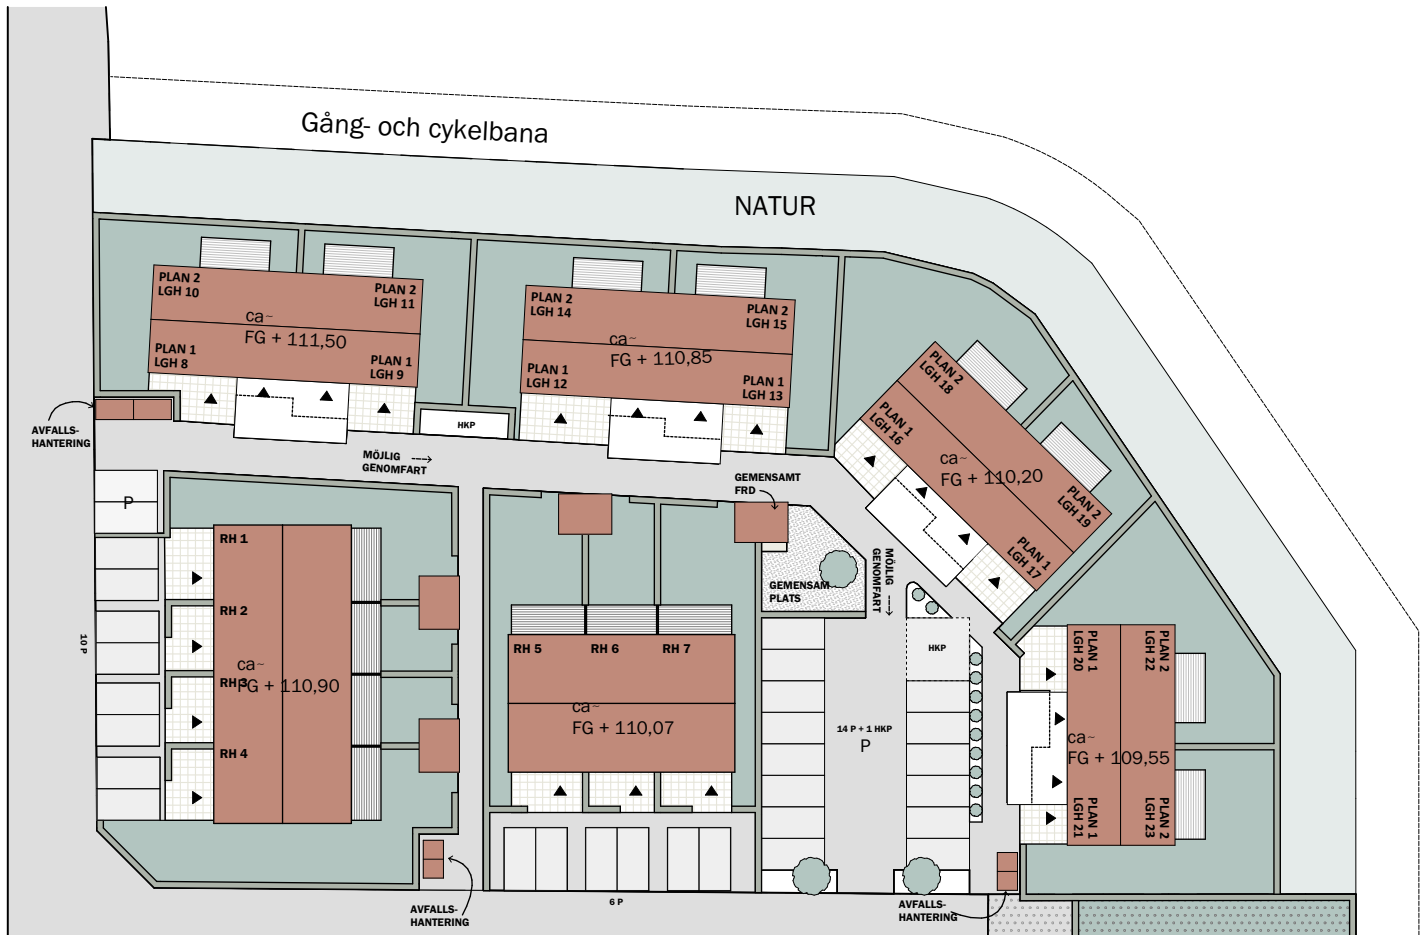 Gång- och cykelbana
NATUR
PLAN 2
LGH 10
PLAN 2
LGH 11
ca~
FG + 111,50
PLAN 1
LGH 8
PLAN 1
LGH 9
PLAN 2
LGH 14
PLAN 2
LGH 15
ca~
FG + 110,85
PLAN 1
LGH 12
PLAN 1
LGH 13
PLAN 2
LGH 18
PLAN 1
LGH 16
ca~
FG + 110,20
PLAN 2
LGH 19
PLAN 1
LGH 17
AVFALLS-
HANTERING
HKP
MÖJLIG
GENOMFART
GEMENSAMT
FRD
P
RH 1
RH 2
RH 3
RH 4
ca~
FG + 110,90
10 P
RH 5
RH 6
RH 7
ca~
FG + 110,07
GEMENSAM
PLATS
MÖJLIG
GENOMFART
HKP
14 P + 1 HKP
P
PLAN 1
LGH 20
PLAN 2
LGH 22
ca~
FG + 109,55
PLAN 1
LGH 21
PLAN 2
LGH 23
AVFALLS-
HANTERING
6 P
AVFALLS-
HANTERING